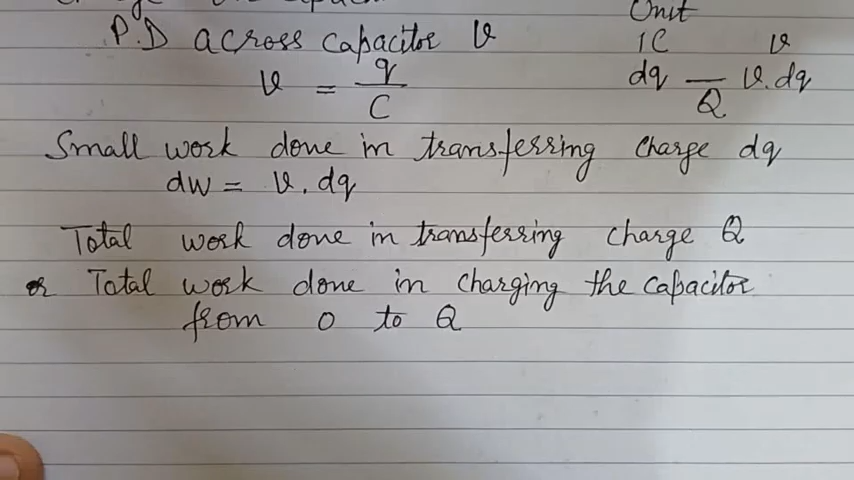 Unit
P.D across capacitor v
1C v
v = q/C
dq — v.dq
Q
Small work done in transferring charge dq
dw = v.dq
Total work done in transferring charge Q
or Total work done in charging the capacitor
from 0 to Q